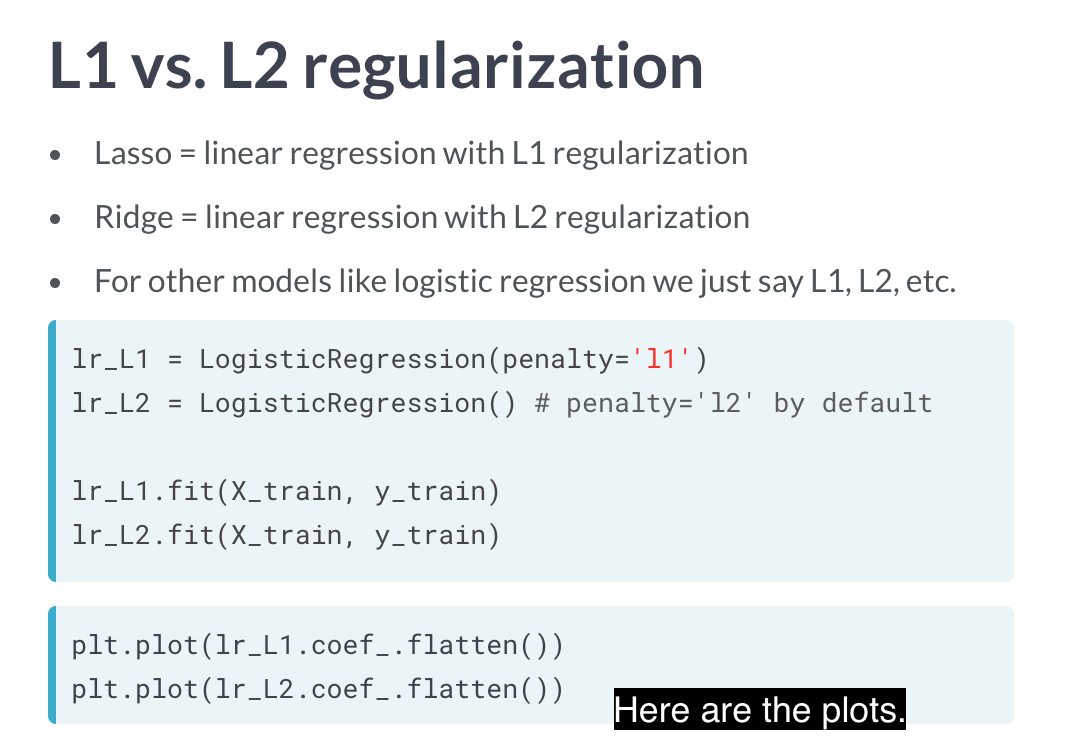 L1 vs. L2 regularization
• Lasso = linear regression with L1 regularization
• Ridge = linear regression with L2 regularization
• For other models like logistic regression we just say L1, L2, etc.
lr_L1 = LogisticRegression(penalty='l1')
lr_L2 = LogisticRegression() # penalty='l2' by default
lr_L1.fit(X_train, y_train)
lr_L2.fit(X_train, y_train)
plt.plot(lr_L1.coef_.flatten())
plt.plot(lr_L2.coef_.flatten())
Here are the plots.